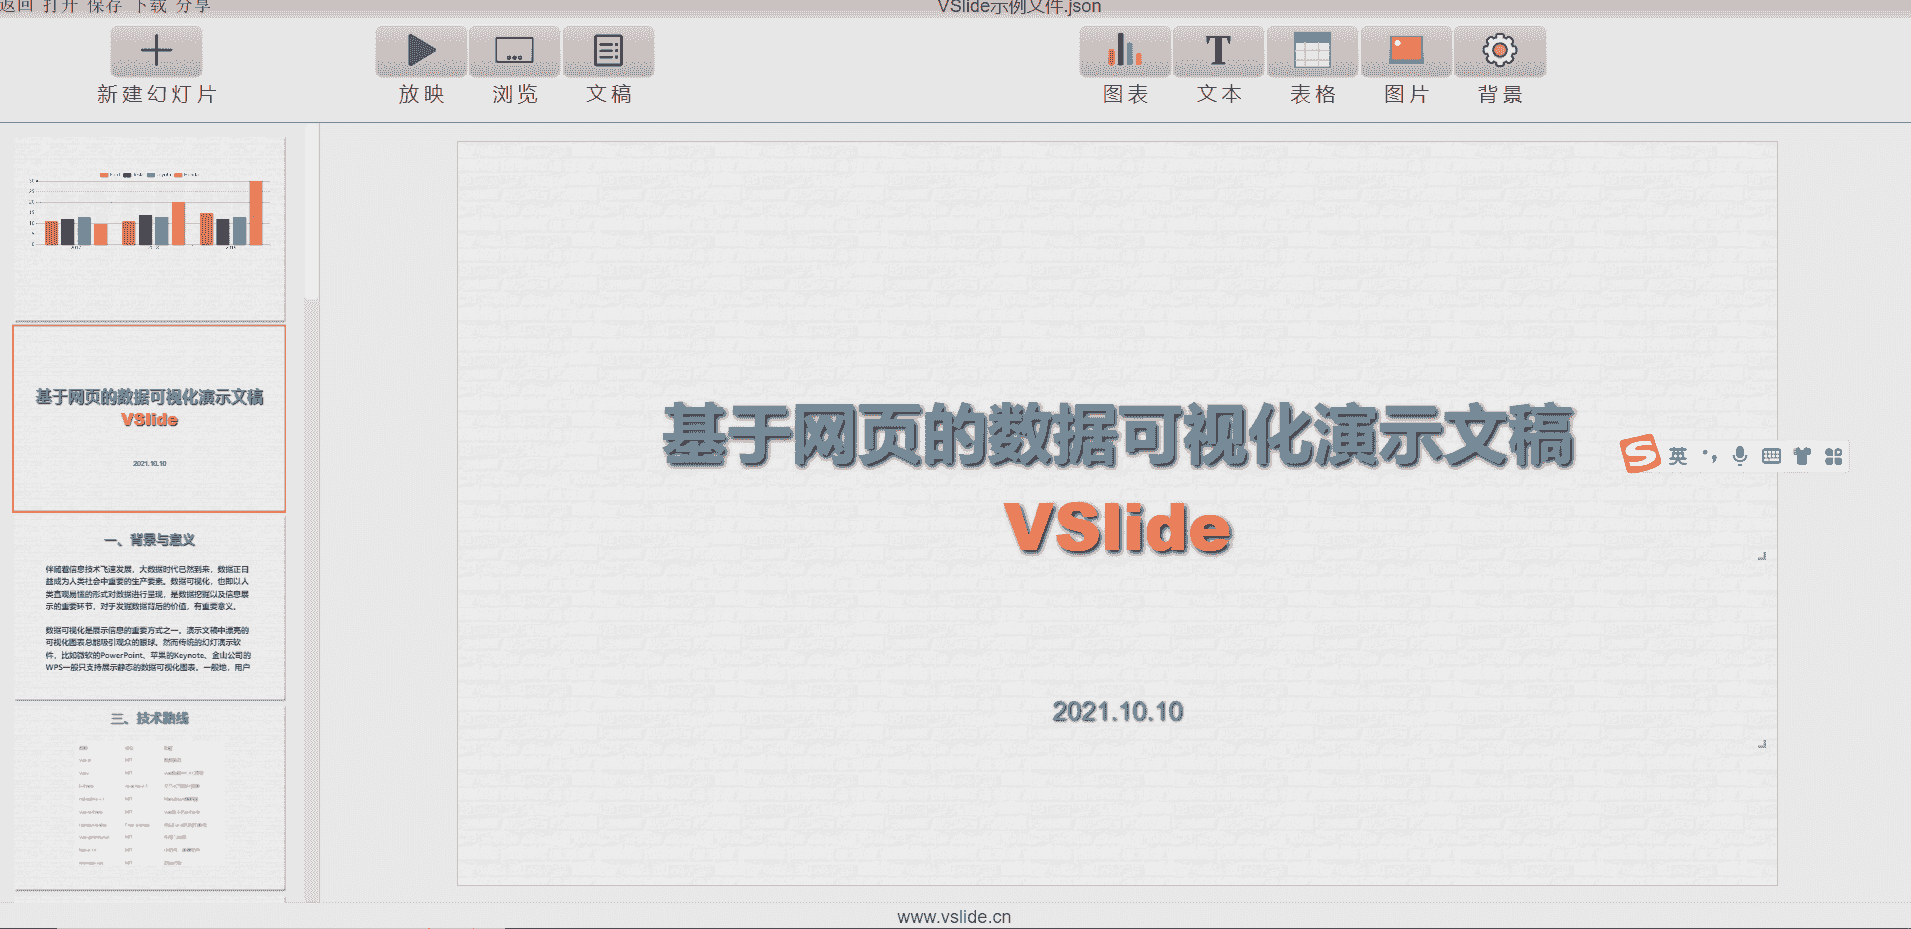 返回 打开 保存 下载 分享
VSlide示例文件.json
新建幻灯片
放映
浏览
文稿
图表
文本
表格
图片
背景
30
25
20
15
10
5
0
基于网页的数据可视化演示文稿
VSlide
2021.10.10
一、背景与意义
伴随着信息技术飞速发展，大数据时代已然到来，数据正日
益成为人类社会中重要的生产要素。数据可视化，也即以人
类直观易懂的形式对数据进行呈现，是数据挖掘以及信息展
示的重要环节，对于发掘数据背后的价值，有重要意义。
数据可视化是展示信息的重要方式之一，演示文稿中漂亮的
可视化图表总能吸引观众的眼球。然而传统的幻灯演示软
件，比如微软的PowerPoint、苹果的Keynote、金山公司的
WPS一般只支持展示静态的数据可视化图表。一般地，用户
三、技术路线
基于网页的数据可视化演示文稿
VSlide
2021.10.10
英
www.vslide.cn